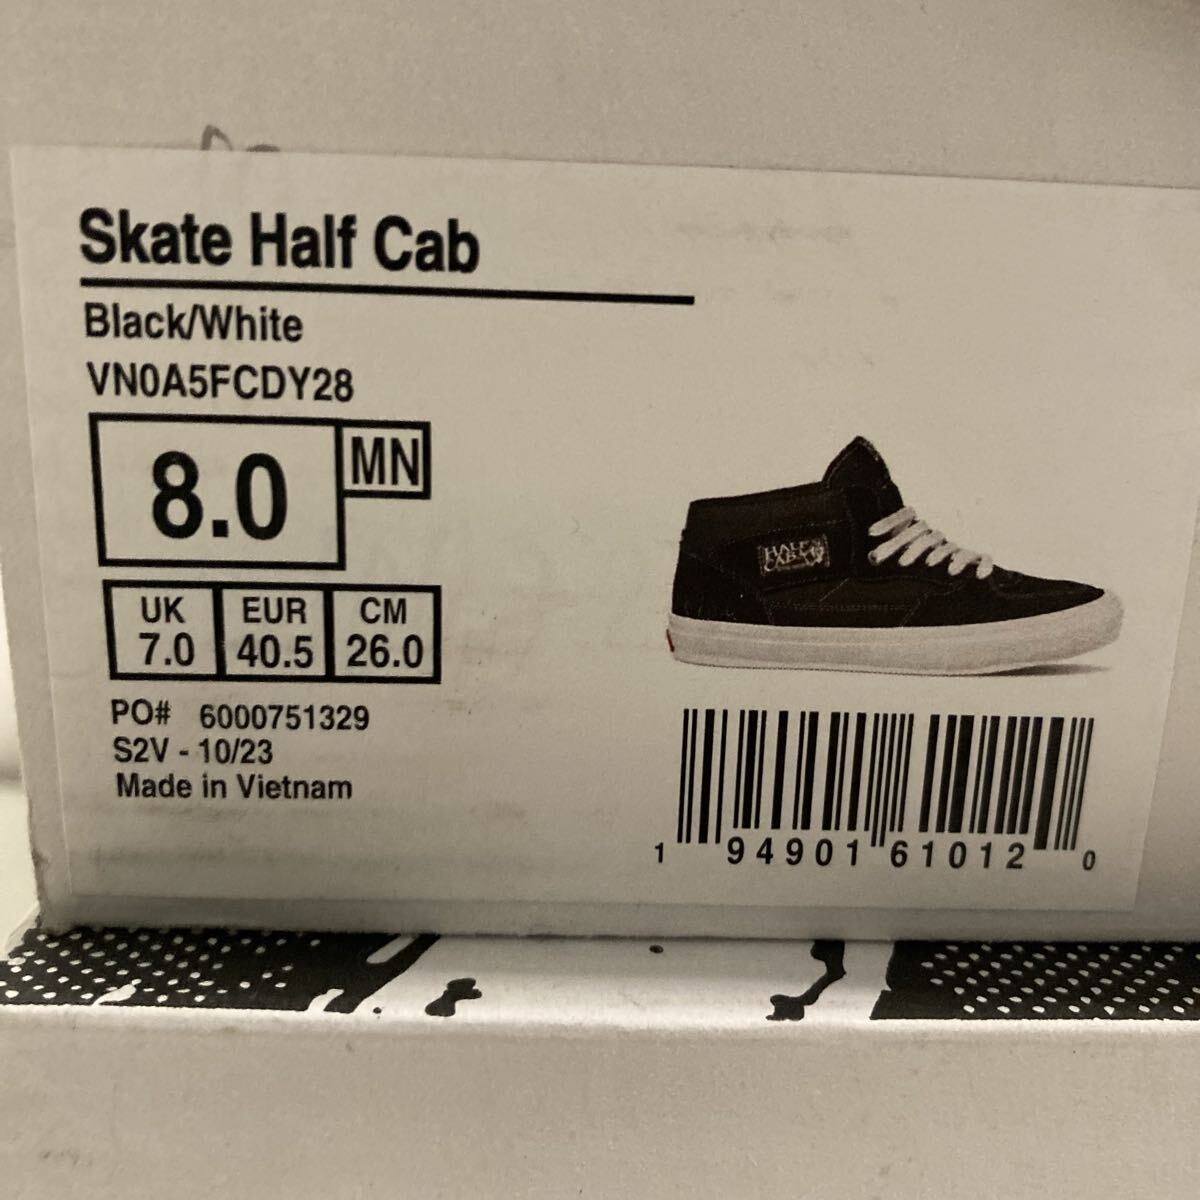 Skate Half Cab
Black/White
VN0A5FCDY28
8.0 MN
UK EUR CM
7.0 40.5 26.0
PO# 6000751329
S2V - 10/23
Made in Vietnam
HALF
CAB
1 94901 61012 0